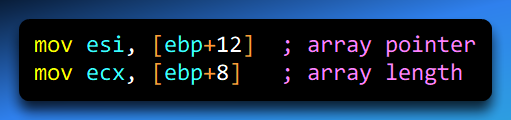 mov esi, [ebp+12]  ; array pointer
mov ecx, [ebp+8]   ; array length